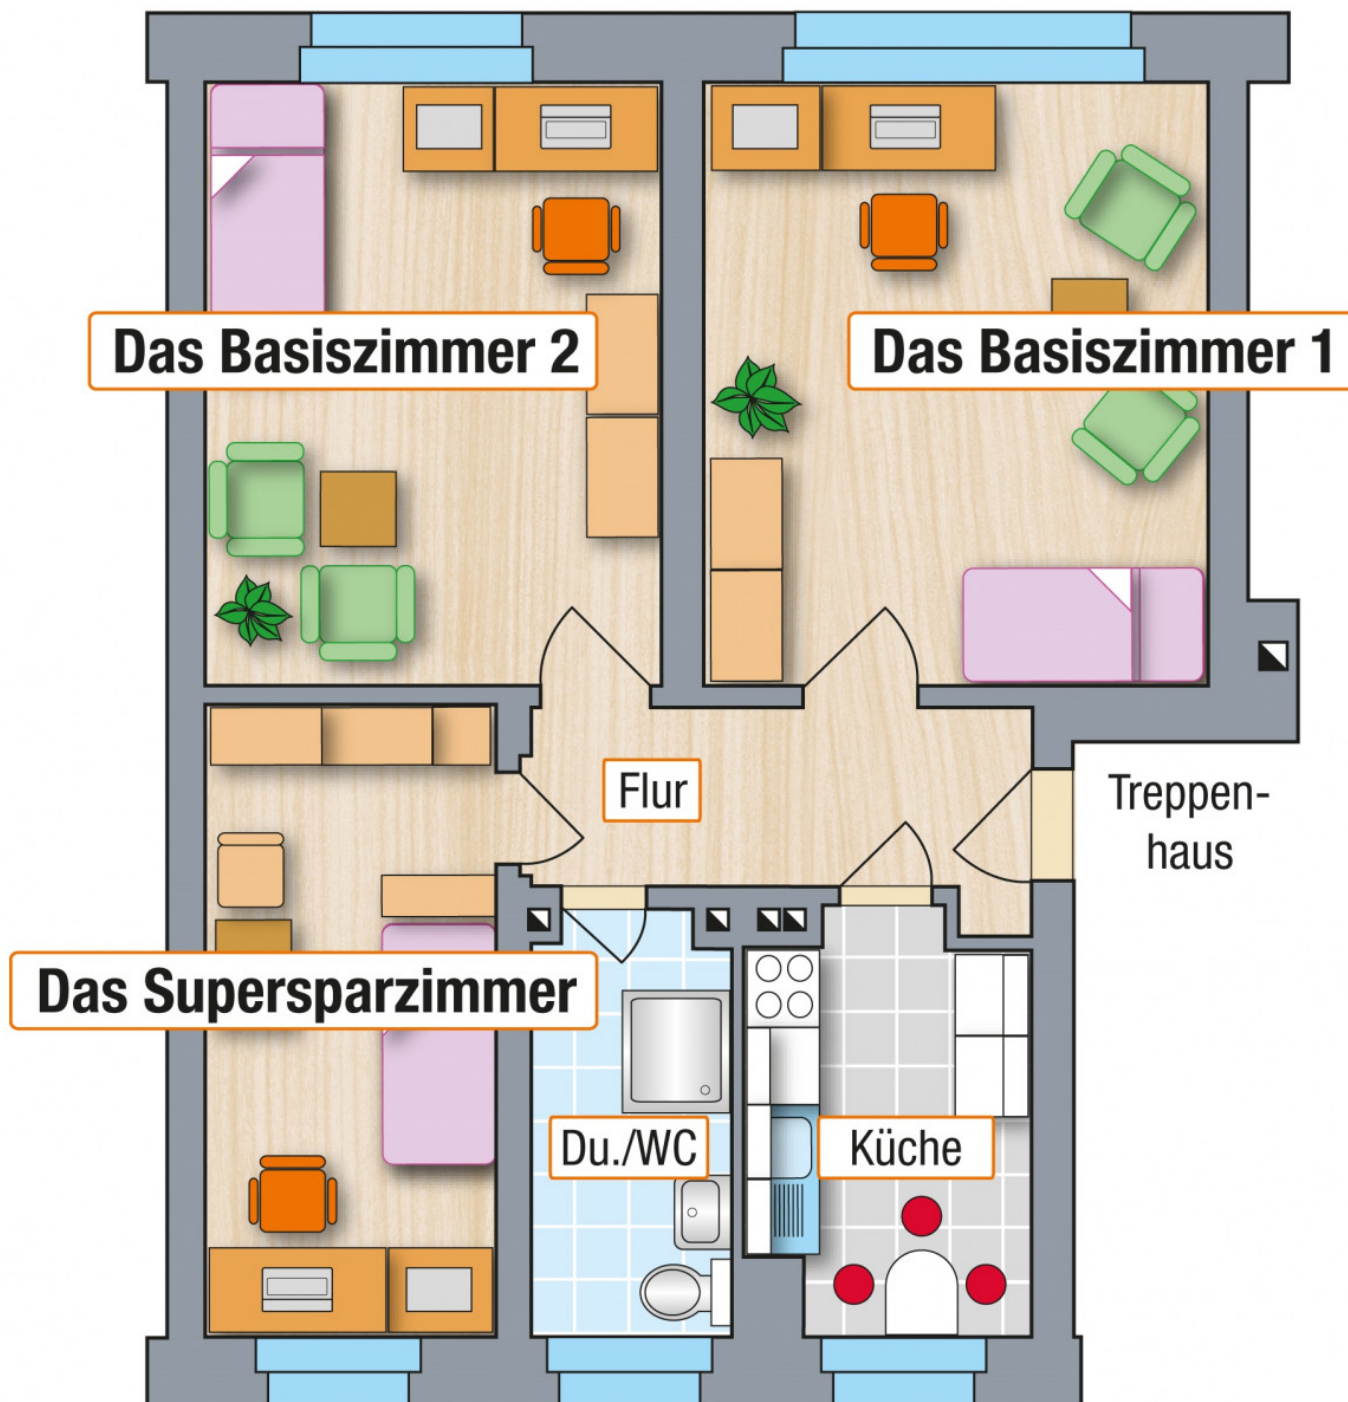 Das Basiszimmer 2
Das Basiszimmer 1
Flur
Treppen-
haus
Das Supersparzimmer
Du./WC
Küche